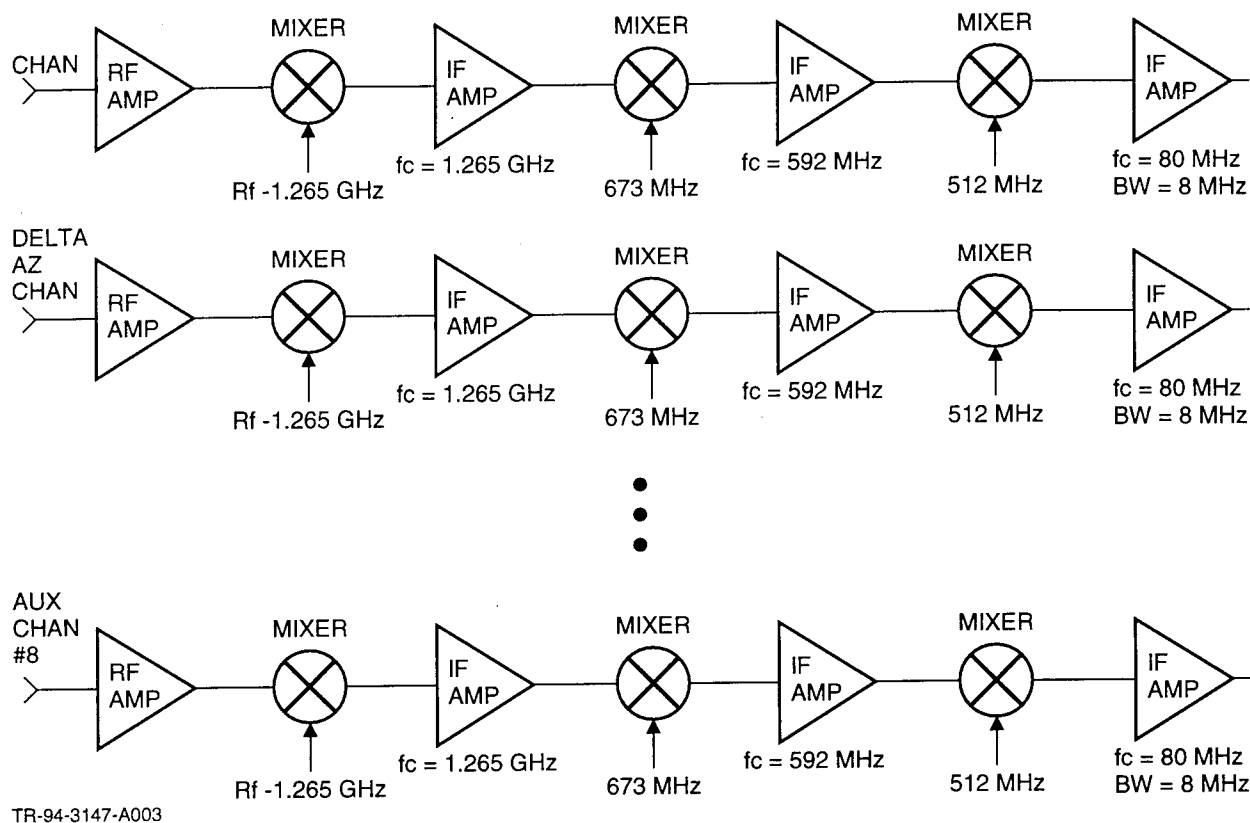 MIXER
MIXER
MIXER
CHAN
RF
AMP
IF
AMP
IF
AMP
IF
AMP
Rf -1.265 GHz
fc = 1.265 GHz
673 MHz
fc = 592 MHz
512 MHz
fc = 80 MHz
BW = 8 MHz
DELTA
AZ
CHAN
MIXER
MIXER
MIXER
RF
AMP
IF
AMP
IF
AMP
IF
AMP
Rf -1.265 GHz
fc = 1.265 GHz
673 MHz
fc = 592 MHz
512 MHz
fc = 80 MHz
BW = 8 MHz
AUX
CHAN
#8
MIXER
MIXER
MIXER
RF
AMP
IF
AMP
IF
AMP
IF
AMP
Rf -1.265 GHz
fc = 1.265 GHz
673 MHz
fc = 592 MHz
512 MHz
fc = 80 MHz
BW = 8 MHz
TR-94-3147-A003